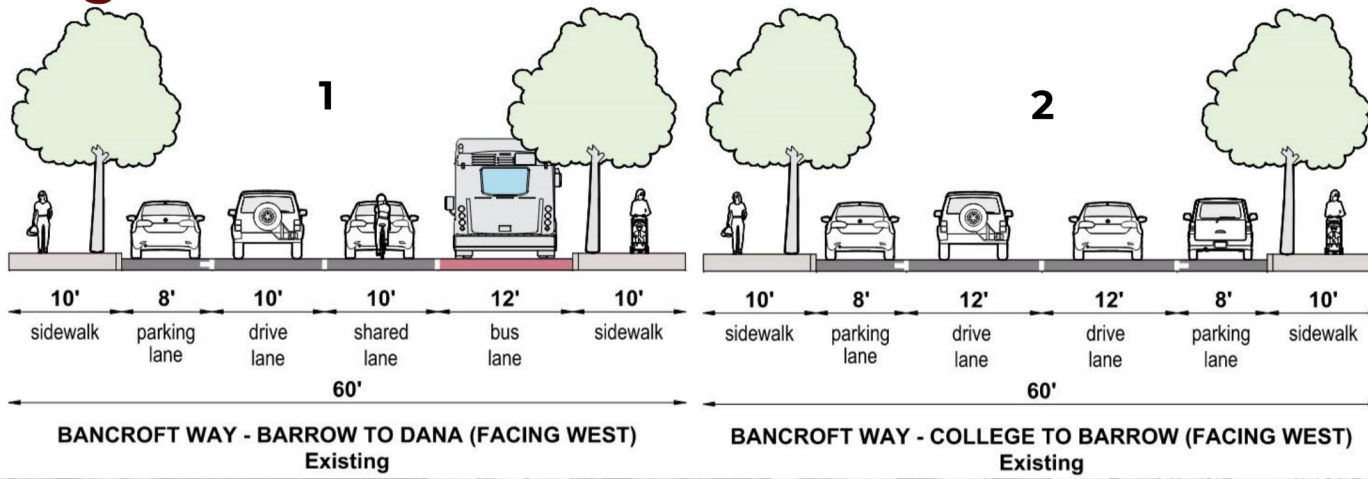 1
10' 8' 10' 10' 12' 10'
sidewalk parking lane drive lane shared lane bus lane sidewalk
60'
BANCROFT WAY - BARROW TO DANA (FACING WEST)
Existing
2
10' 8' 12' 12' 8' 10'
sidewalk parking lane drive lane drive lane parking lane sidewalk
60'
BANCROFT WAY - COLLEGE TO BARROW (FACING WEST)
Existing